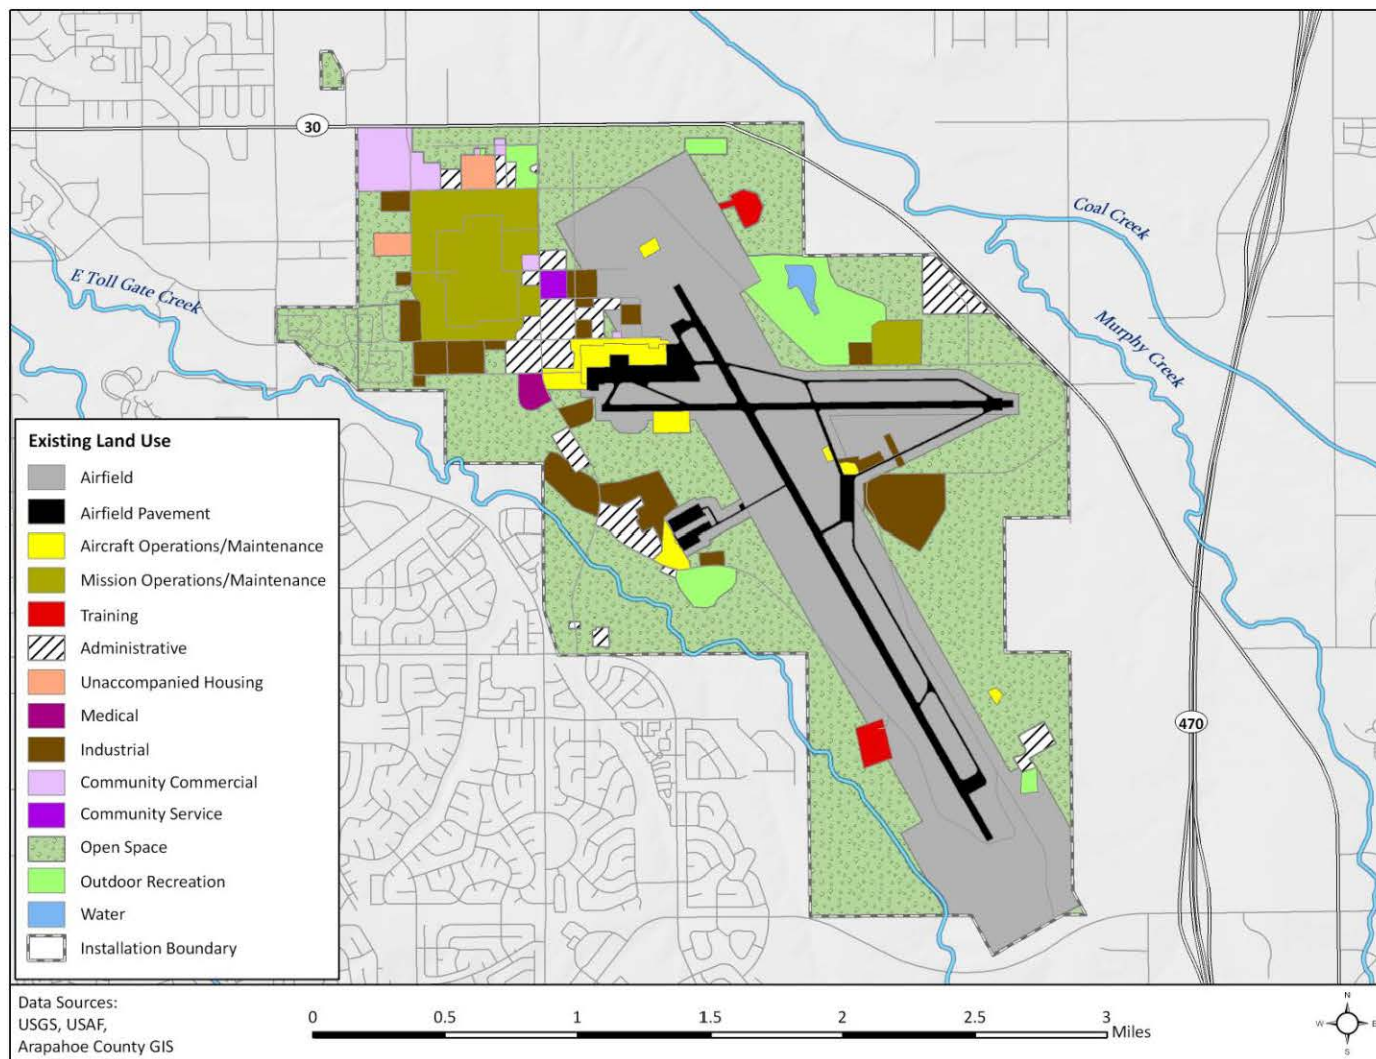 30
Coal Creek
E Toll Gate Creek
Murphy Creek
Existing Land Use
Airfield
Airfield Pavement
Aircraft Operations/Maintenance
Mission Operations/Maintenance
Training
Administrative
Unaccompanied Housing
Medical
Industrial
470
Community Commercial
Community Service
Open Space
Outdoor Recreation
Water
Installation Boundary
Data Sources:
USGS, USAF,
Arapahoe County GIS
0 0.5 1 1.5 2 2.5 3
Miles
N
W E
S